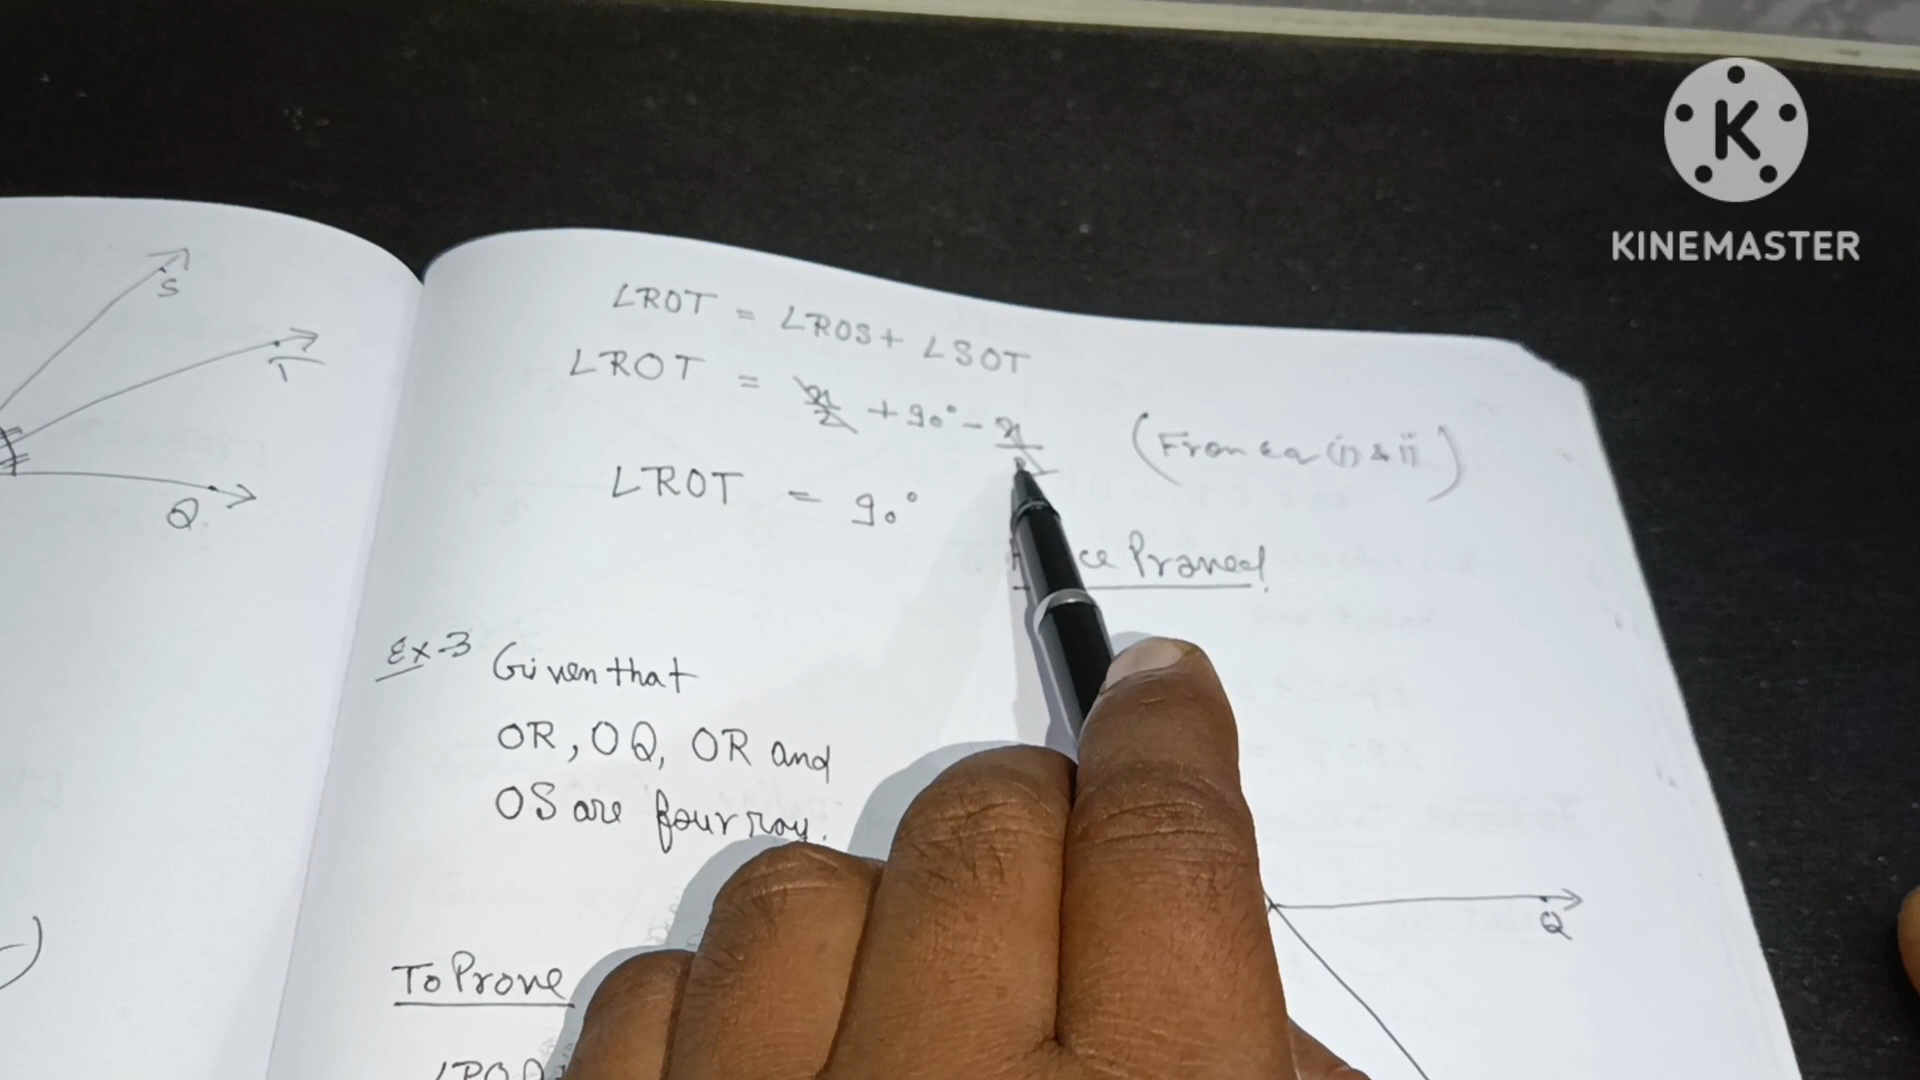 S
T
Q
∠ROT = ∠ROS + ∠SOT
∠ROT = x/2 + 90° - x/2 (From eq (i) & ii)
∠ROT = 90°
ce Proved.
Ex-3 Given that
OR, OQ, OR and
OS are four ray.
Q
To Prove
∠POQ
K
KINEMASTER